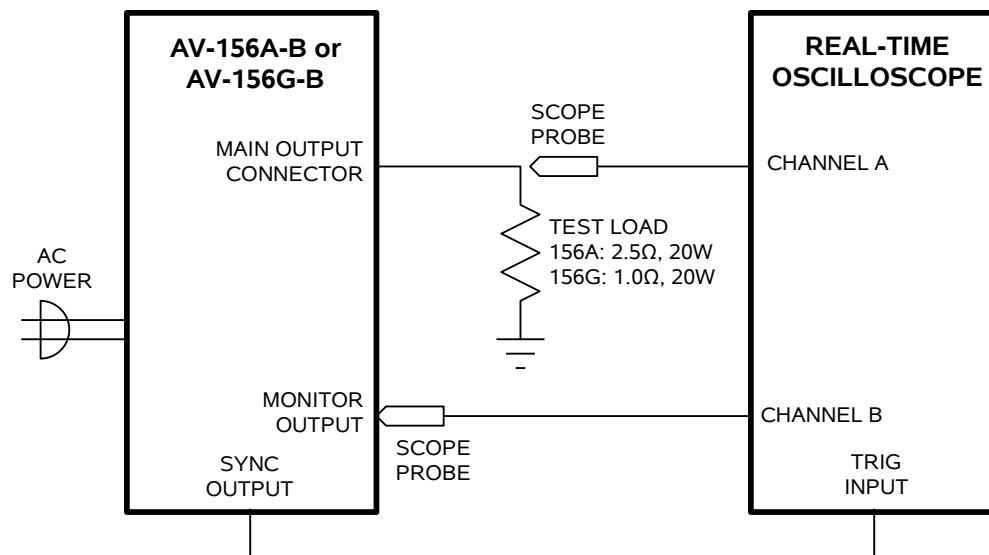 AV-156A-B or
AV-156G-B
REAL-TIME
OSCILLOSCOPE
SCOPE
PROBE
MAIN OUTPUT
CONNECTOR
CHANNEL A
TEST LOAD
156A: 2.5Ω, 20W
156G: 1.0Ω, 20W
AC
POWER
MONITOR
OUTPUT
CHANNEL B
SCOPE
PROBE
SYNC
OUTPUT
TRIG
INPUT